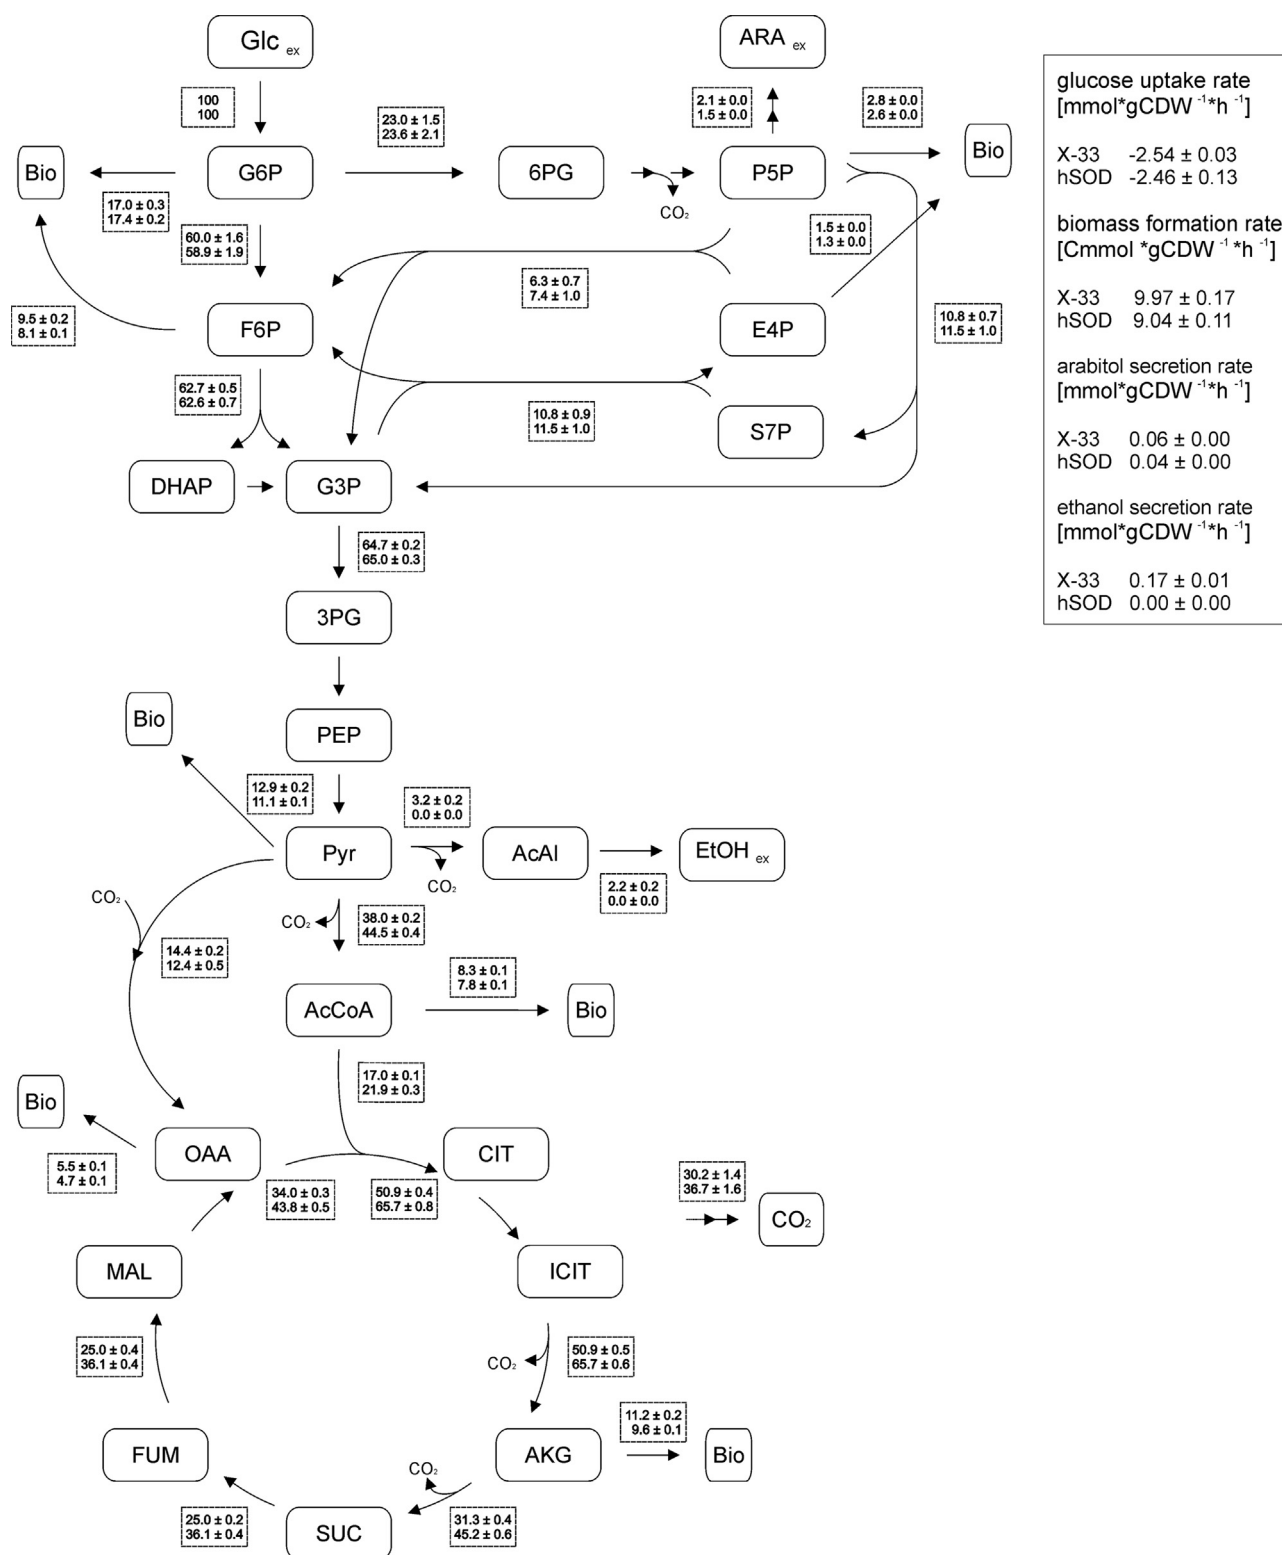 Glc ex
ARA ex
100
100
23.0 ± 1.5
23.6 ± 2.1
2.1 ± 0.0
1.5 ± 0.0
2.8 ± 0.0
2.6 ± 0.0
Bio
G6P
6PG
P5P
Bio
CO₂
17.0 ± 0.3
17.4 ± 0.2
60.0 ± 1.6
58.9 ± 1.9
1.5 ± 0.0
1.3 ± 0.0
6.3 ± 0.7
7.4 ± 1.0
9.5 ± 0.2
8.1 ± 0.1
F6P
E4P
10.8 ± 0.7
11.5 ± 1.0
62.7 ± 0.5
62.6 ± 0.7
10.8 ± 0.9
11.5 ± 1.0
S7P
DHAP
G3P
64.7 ± 0.2
65.0 ± 0.3
3PG
Bio
PEP
12.9 ± 0.2
11.1 ± 0.1
3.2 ± 0.2
0.0 ± 0.0
Pyr
AcAl
EtOH ex
CO₂
2.2 ± 0.2
0.0 ± 0.0
CO₂
CO₂
38.0 ± 0.2
44.5 ± 0.4
14.4 ± 0.2
12.4 ± 0.5
8.3 ± 0.1
7.8 ± 0.1
AcCoA
Bio
17.0 ± 0.1
21.9 ± 0.3
Bio
OAA
CIT
5.5 ± 0.1
4.7 ± 0.1
34.0 ± 0.3
43.8 ± 0.5
50.9 ± 0.4
65.7 ± 0.8
30.2 ± 1.4
36.7 ± 1.6
CO₂
MAL
ICIT
25.0 ± 0.4
36.1 ± 0.4
CO₂
50.9 ± 0.5
65.7 ± 0.6
11.2 ± 0.2
9.6 ± 0.1
FUM
AKG
Bio
CO₂
25.0 ± 0.2
36.1 ± 0.4
SUC
31.3 ± 0.4
45.2 ± 0.6
glucose uptake rate
[mmol*gCDW ⁻¹*h ⁻¹]
X-33 -2.54 ± 0.03
hSOD -2.46 ± 0.13
biomass formation rate
[Cmmol *gCDW ⁻¹ *h ⁻¹]
X-33 9.97 ± 0.17
hSOD 9.04 ± 0.11
arabitol secretion rate
[mmol*gCDW ⁻¹*h ⁻¹]
X-33 0.06 ± 0.00
hSOD 0.04 ± 0.00
ethanol secretion rate
[mmol*gCDW ⁻¹*h ⁻¹]
X-33 0.17 ± 0.01
hSOD 0.00 ± 0.00